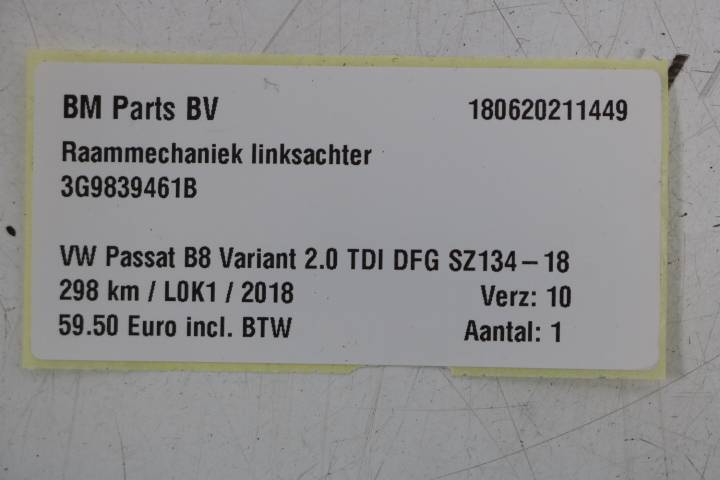 BM Parts BV 180620211449
Raammechaniek linksachter
3G9839461B
VW Passat B8 Variant 2.0 TDI DFG SZ134-18
298 km / L0K1 / 2018 Verz: 10
59.50 Euro incl. BTW Aantal: 1